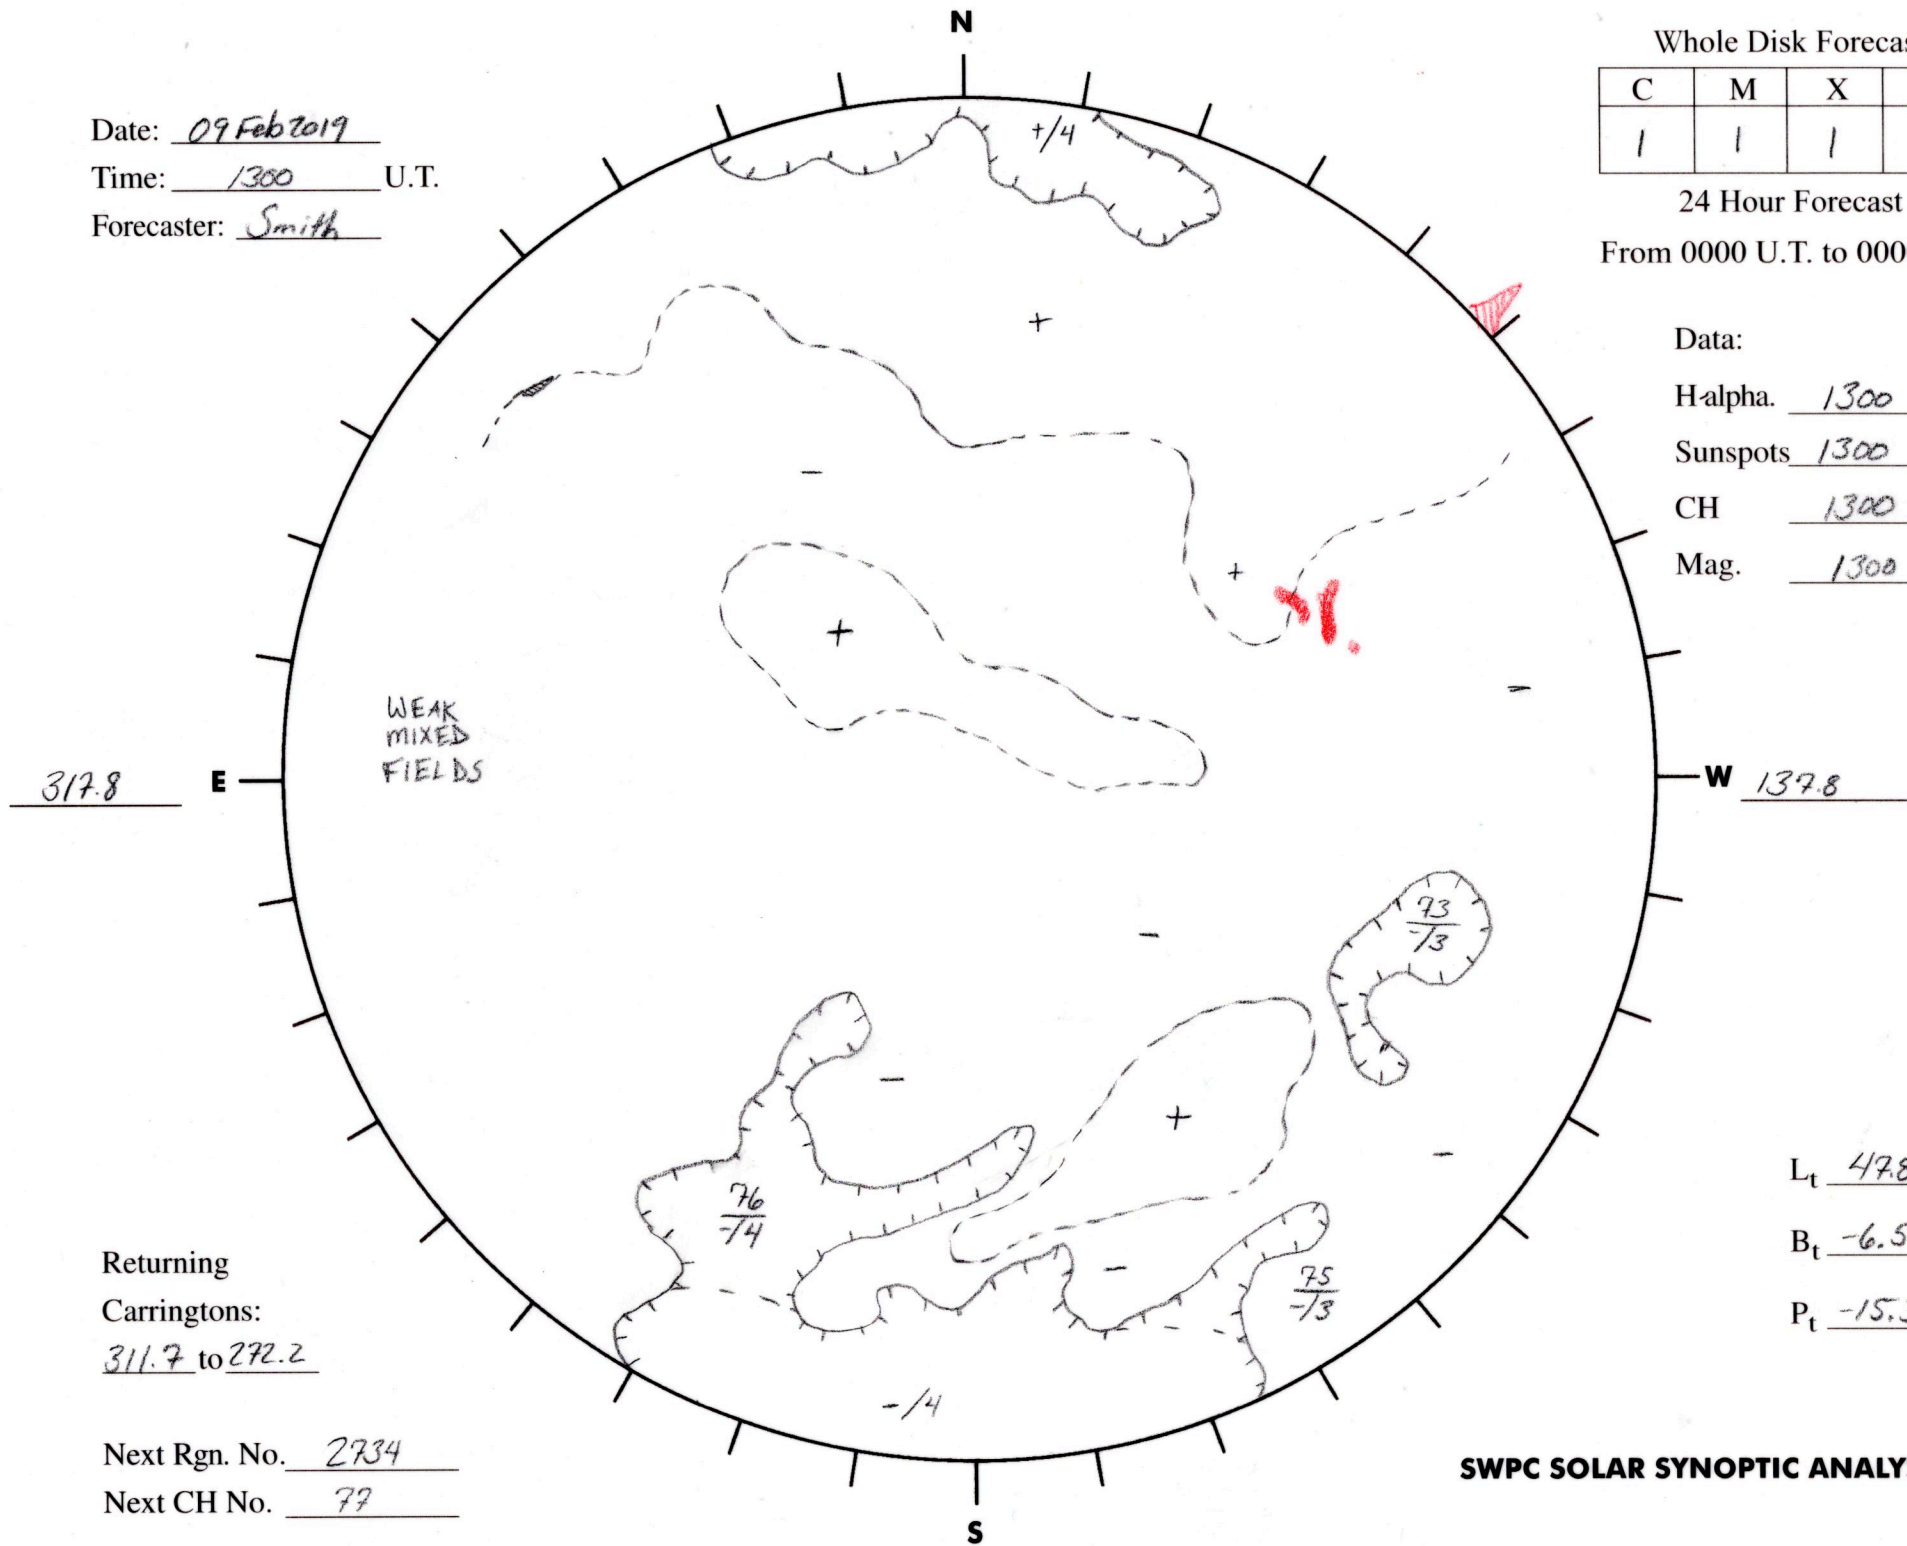 N
Whole Disk Forecas
C M X
1 1 1
24 Hour Forecast
From 0000 U.T. to 000
Date: 09 Feb 2019
Time: 1300 U.T.
Forecaster: Smith
+/4
+
Data:
H-alpha. 1300
Sunspots 1300
CH 1300
Mag. 1300
-
+
+
-
WEAK
MIXED
FIELDS
317.8 E
W 137.8
73
-/3
-
-
+
-
76
-/4
-
75
-/3
-/4
Lt 47.8
Bt -6.5
Pt -15.
Returning
Carringtons:
311.7 to 272.2
Next Rgn. No. 2734
Next CH No. 77
SWPC SOLAR SYNOPTIC ANALY
S